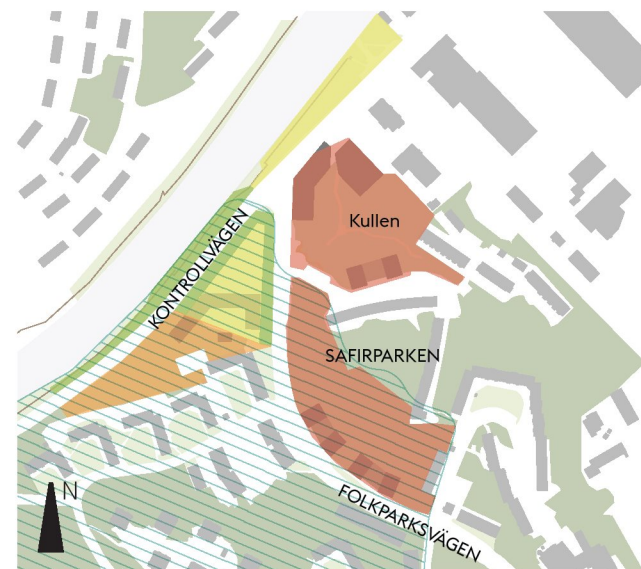 Kullen
KONTROLLVÄGEN
SAFIRPARKEN
FOLKPARKSVÄGEN
N